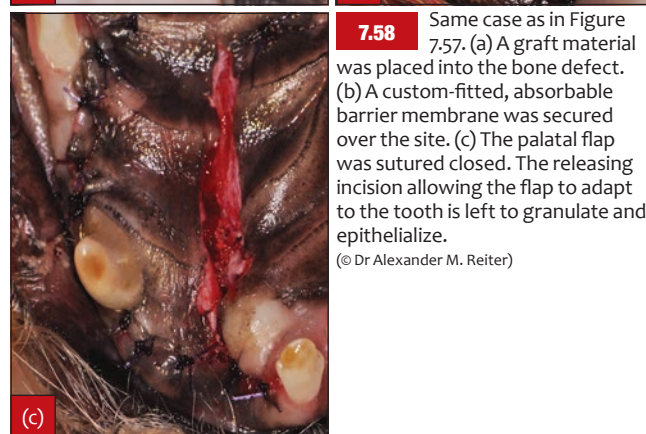 7.58 Same case as in Figure
7.57. (a) A graft material
was placed into the bone defect.
(b) A custom-fitted, absorbable
barrier membrane was secured
over the site. (c) The palatal flap
was sutured closed. The releasing
incision allowing the flap to adapt
to the tooth is left to granulate and
epithelialize.
(© Dr Alexander M. Reiter)
(c)